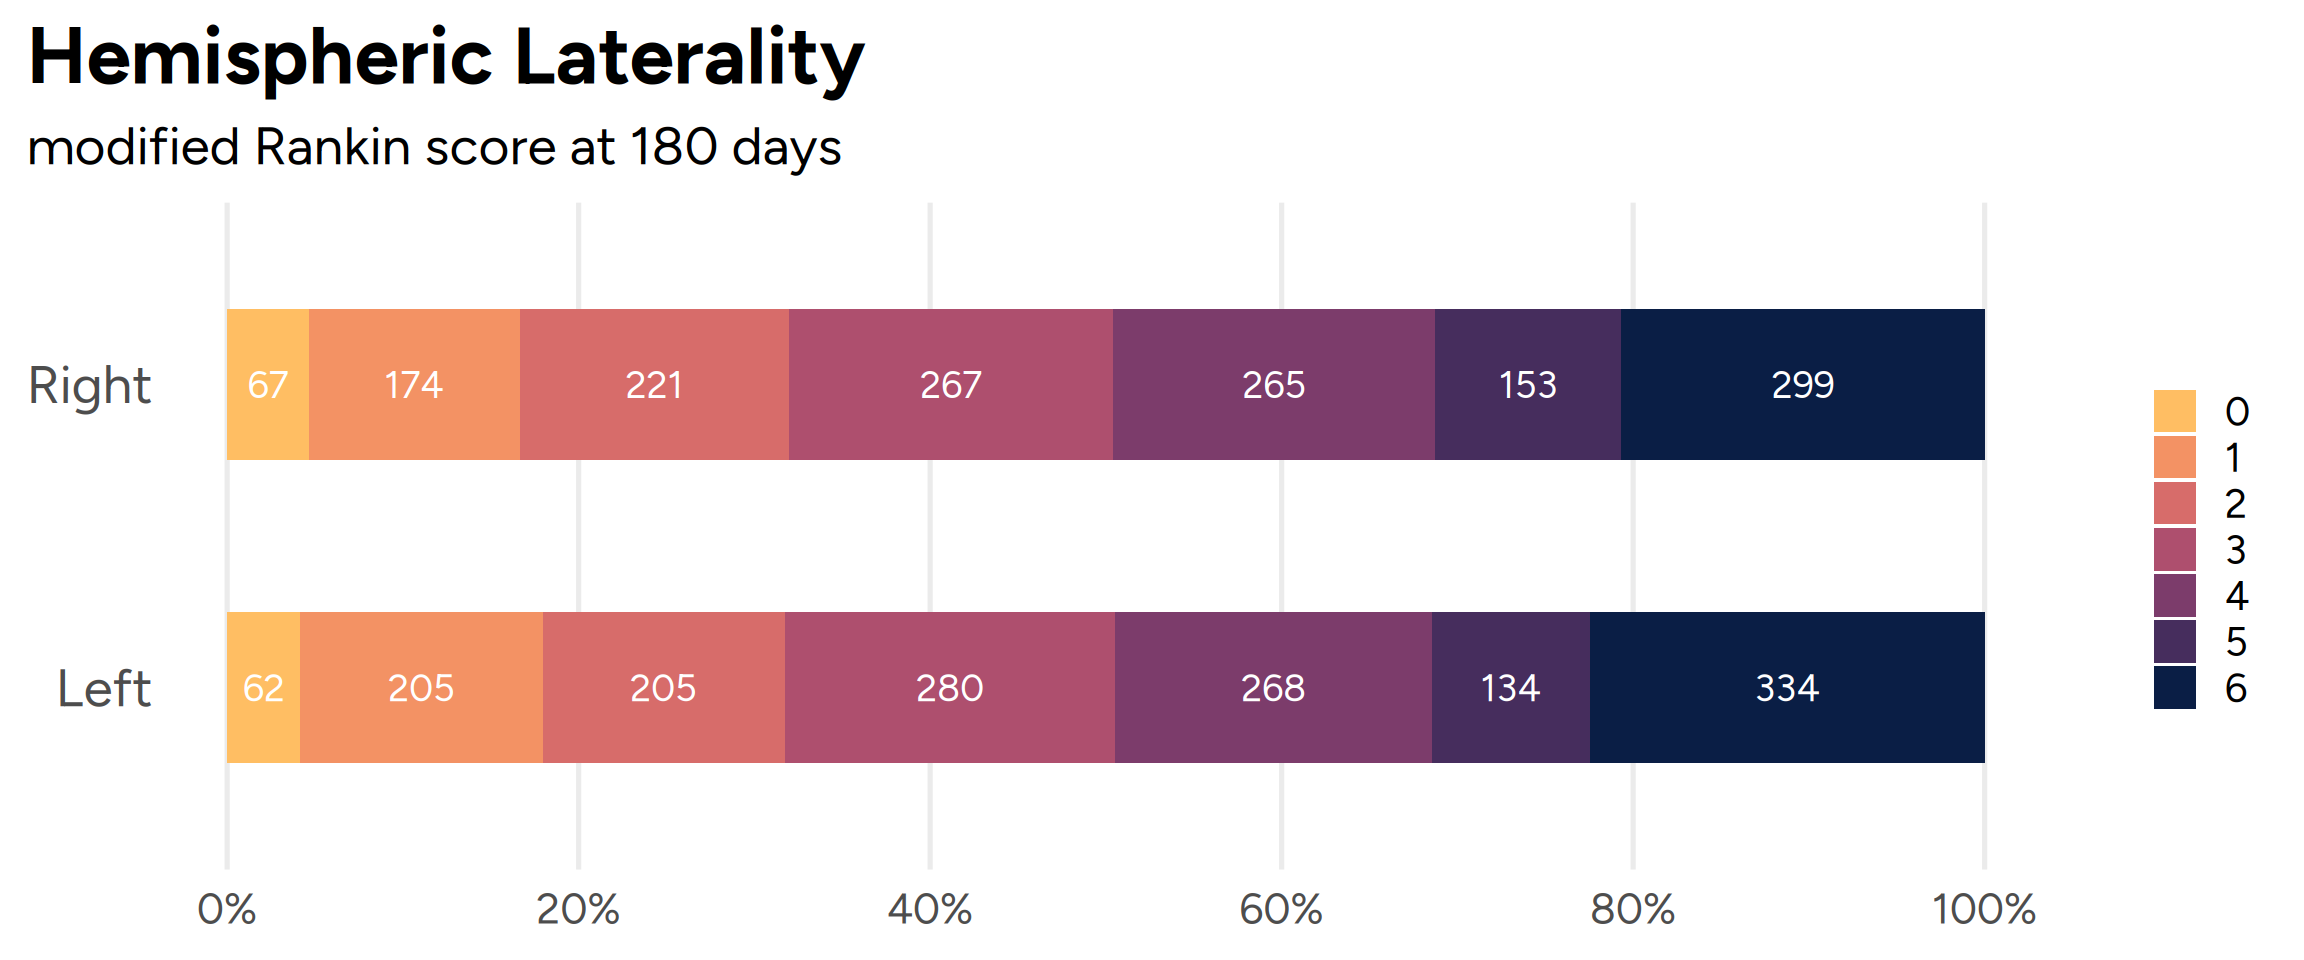 Hemispheric Laterality
modified Rankin score at 180 days
Right 67 174 221 267 265 153 299
Left 62 205 205 280 268 134 334
0% 20% 40% 60% 80% 100%
0
1
2
3
4
5
6